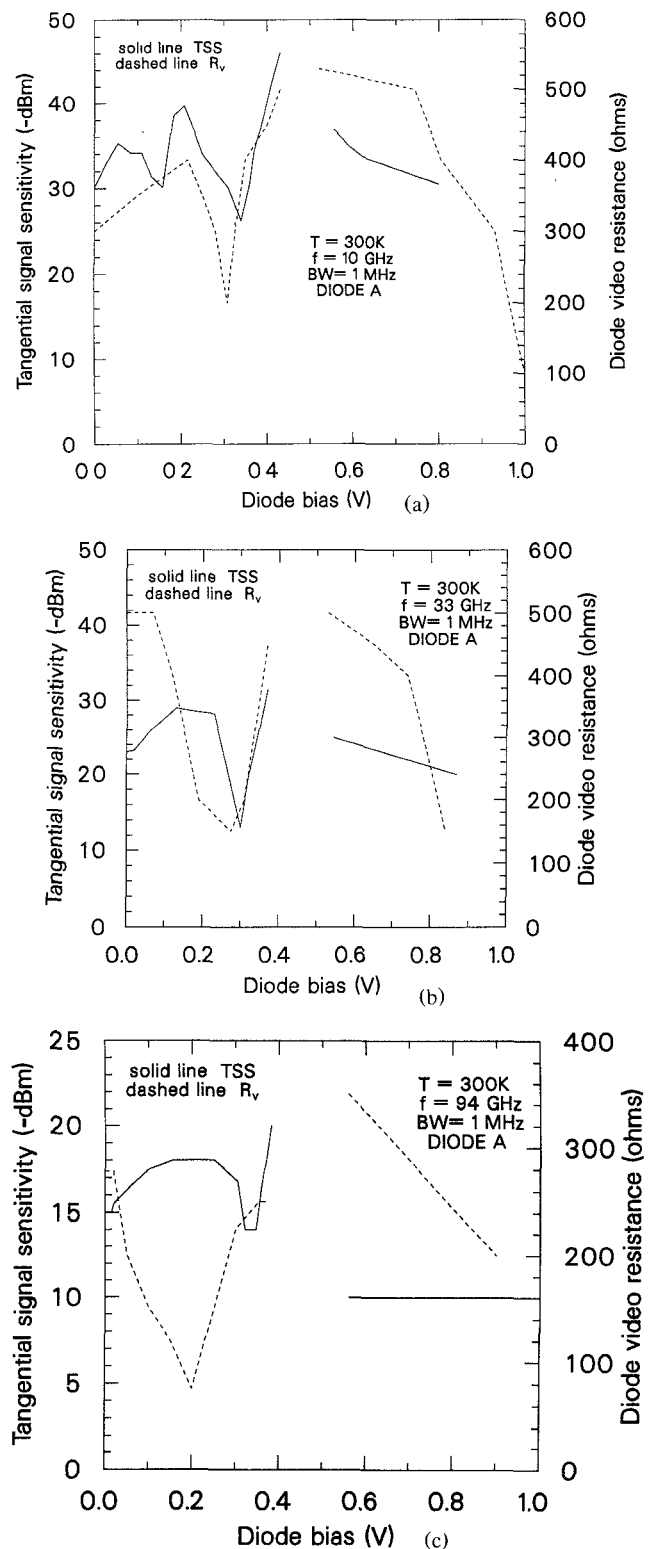 Tangential signal sensitivity (-dBm)
50
40
30
20
10
0
solid line TSS
dashed line Rv
T = 300K
f = 10 GHz
BW= 1 MHz
DIODE A
600
500
400
300
200
100
0
Diode video resistance (ohms)
0 0 0.2 0 4 0.6 0.8 1.0
Diode bias (V) (a)
Tangential signal sensitivity (-dBm)
50
40
30
20
10
0
solid line TSS
dashed line Rv
T = 300K
f = 33 GHz
BW= 1 MHz
DIODE A
600
500
400
300
200
100
0
Diode video resistance (ohms)
0.0 0.2 0.4 0.6 0.8 1.0
Diode bias (V) (b)
Tangential signal sensitivity (-dBm)
25
20
15
10
5
0
solid line TSS
dashed line Rv
T = 300K
f = 94 GHz
BW= 1 MHz
DIODE A
400
300
200
100
0
Diode video resistance (ohms)
0.0 0.2 0.4 0.6 0.8 1.0
Diode bias (V) (c)